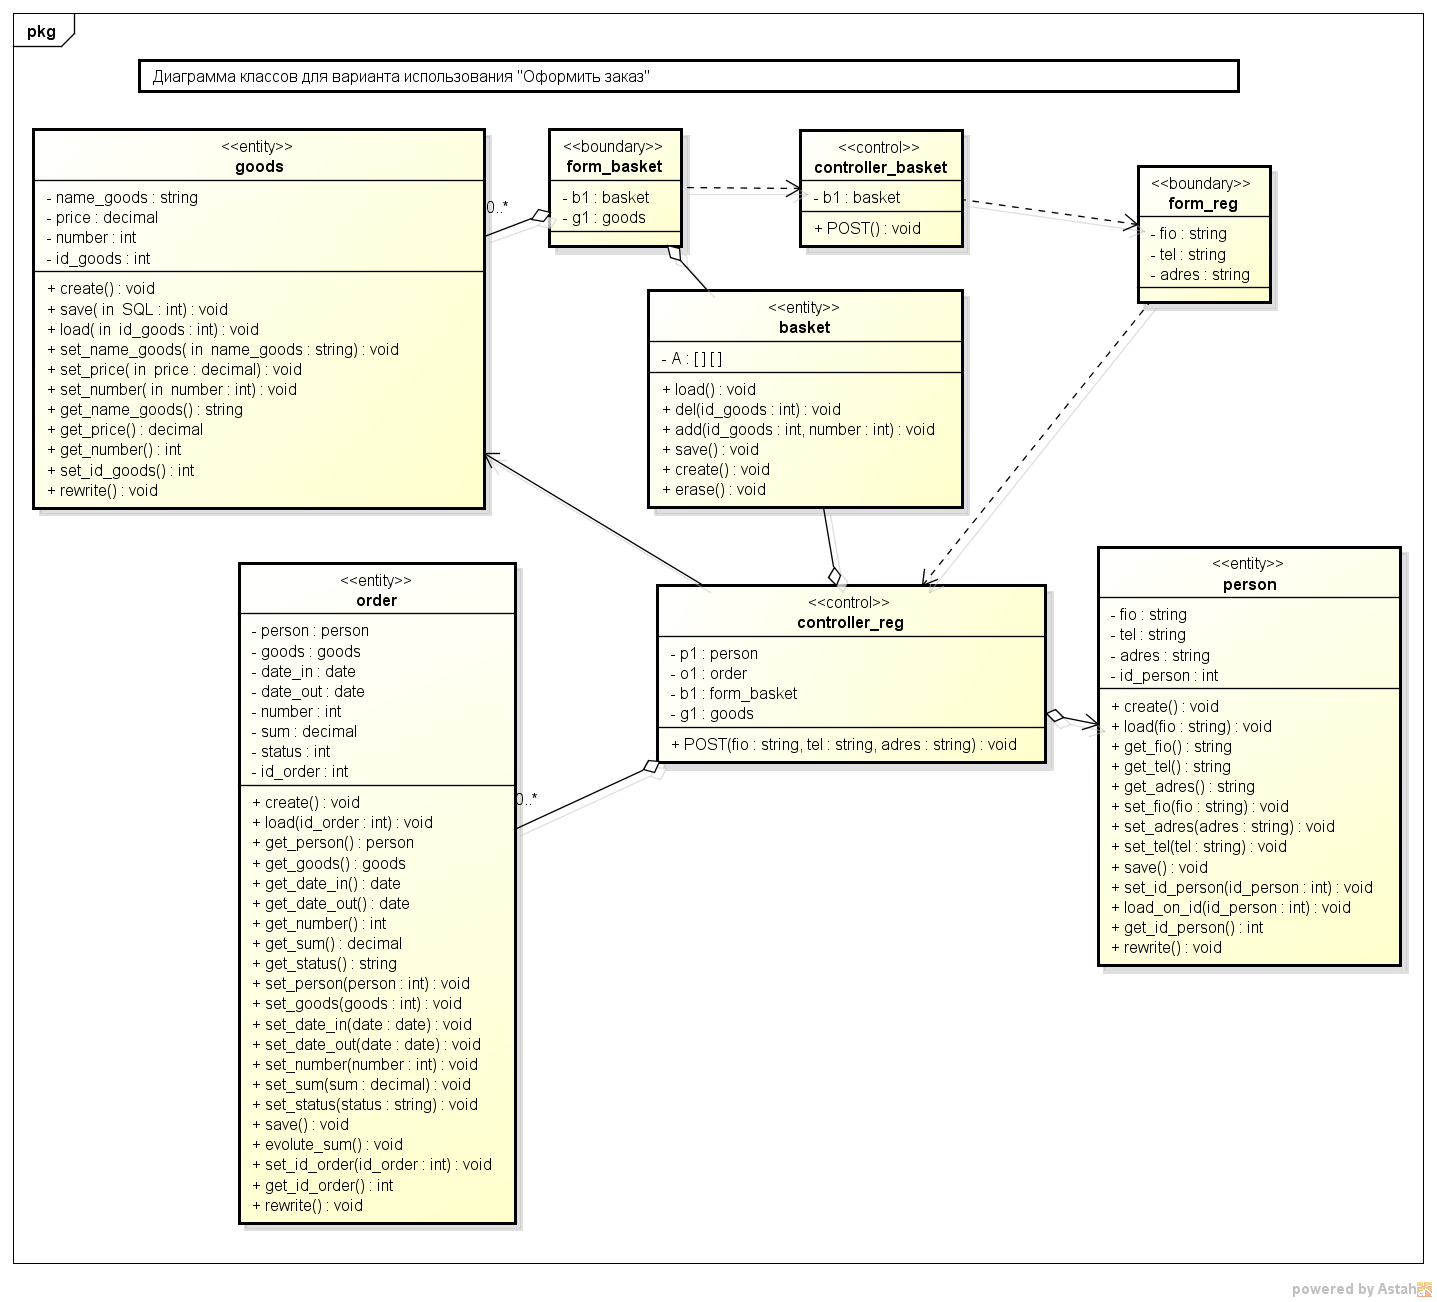 pkg
Диаграмма классов для варианта использования "Оформить заказ"
<<entity>>
goods
- name_goods : string
- price : decimal
- number : int
- id_goods : int
+ create() : void
+ save( in  SQL : int) : void
+ load( in  id_goods : int) : void
+ set_name_goods( in  name_goods : string) : void
+ set_price( in  price : decimal) : void
+ set_number( in  number : int) : void
+ get_name_goods() : string
+ get_price() : decimal
+ get_number() : int
+ set_id_goods() : int
+ rewrite() : void
0..*
<<boundary>>
form_basket
- b1 : basket
- g1 : goods
<<control>>
controller_basket
- b1 : basket
+ POST() : void
<<boundary>>
form_reg
- fio : string
- tel : string
- adres : string
<<entity>>
basket
- A : [ ] [ ]
+ load() : void
+ del(id_goods : int) : void
+ add(id_goods : int, number : int) : void
+ save() : void
+ create() : void
+ erase() : void
<<entity>>
order
- person : person
- goods : goods
- date_in : date
- date_out : date
- number : int
- sum : decimal
- status : int
- id_order : int
+ create() : void
+ load(id_order : int) : void
+ get_person() : person
+ get_goods() : goods
+ get_date_in() : date
+ get_date_out() : date
+ get_number() : int
+ get_sum() : decimal
+ get_status() : string
+ set_person(person : int) : void
+ set_goods(goods : int) : void
+ set_date_in(date : date) : void
+ set_date_out(date : date) : void
+ set_number(number : int) : void
+ set_sum(sum : decimal) : void
+ set_status(status : string) : void
+ save() : void
+ evolute_sum() : void
+ set_id_order(id_order : int) : void
+ get_id_order() : int
+ rewrite() : void
0..*
<<control>>
controller_reg
- p1 : person
- o1 : order
- b1 : form_basket
- g1 : goods
+ POST(fio : string, tel : string, adres : string) : void
<<entity>>
person
- fio : string
- tel : string
- adres : string
- id_person : int
+ create() : void
+ load(fio : string) : void
+ get_fio() : string
+ get_tel() : string
+ get_adres() : string
+ set_fio(fio : string) : void
+ set_adres(adres : string) : void
+ set_tel(tel : string) : void
+ save() : void
+ set_id_person(id_person : int) : void
+ load_on_id(id_person : int) : void
+ get_id_person() : int
+ rewrite() : void
powered by Astah